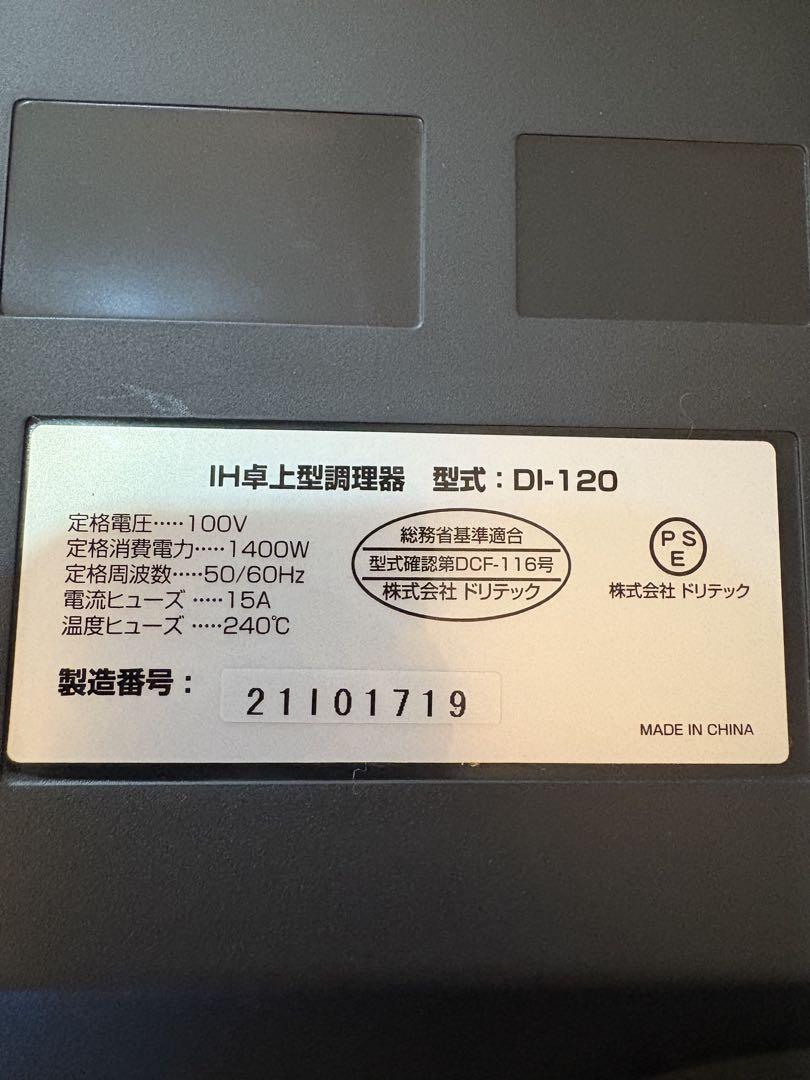 IH卓上型調理器　型式：DI-120
定格電圧‥‥‥100V
定格消費電力‥‥‥1400W
定格周波数‥‥‥50/60Hz
電流ヒューズ ‥‥‥15A
温度ヒューズ ‥‥‥240℃
総務省基準適合
型式確認第DCF-116号
株式会社 ドリテック
PSE
株式会社 ドリテック
製造番号： 21I01719
MADE IN CHINA